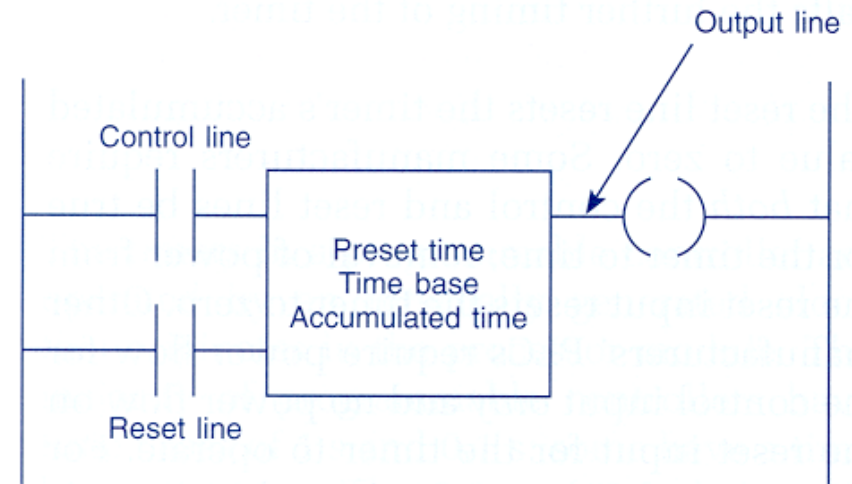 Output line
Control line
Preset time
Time base
Accumulated time
Reset line